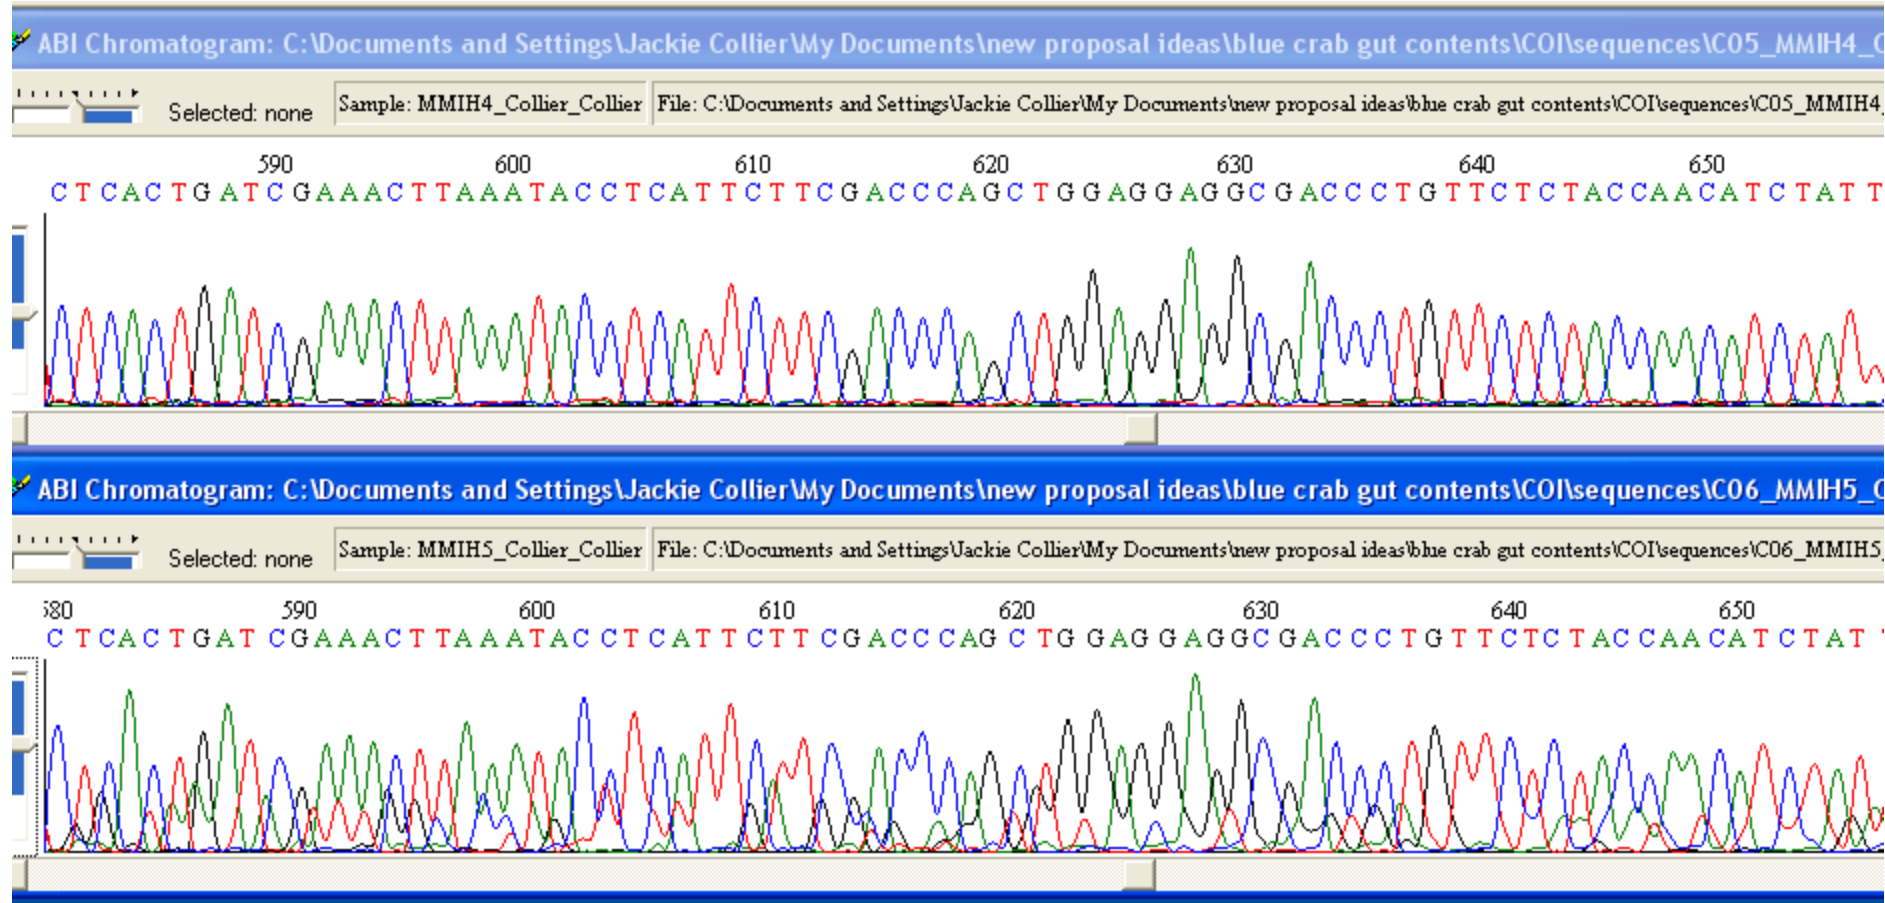 ABI Chromatogram: C:\Documents and Settings\Jackie Collier\My Documents\new proposal ideas\blue crab gut contents\COI\sequences\C05_MMIH4_C
Selected: none Sample: MMIH4_Collier_Collier File: C:\Documents and Settings\Jackie Collier\My Documents\new proposal ideas\blue crab gut contents\COI\sequences\C05_MMIH4_
590 600 610 620 630 640 650
C T C A C T G A T C G A A A C T T A A A T A C C T C A T T C T T C G A C C C A G C T G G A G G A G G C G A C C C T G T T C T C T A C C A A C A T C T A T T
ABI Chromatogram: C:\Documents and Settings\Jackie Collier\My Documents\new proposal ideas\blue crab gut contents\COI\sequences\C06_MMIH5_C
Selected: none Sample: MMIH5_Collier_Collier File: C:\Documents and Settings\Jackie Collier\My Documents\new proposal ideas\blue crab gut contents\COI\sequences\C06_MMIH5_
580 590 600 610 620 630 640 650
C T C A C T G A T C G A A A C T T A A A T A C C T C A T T C T T C G A C C C A G C T G G A G G A G G C G A C C C T G T T C T C T A C C A A C A T C T A T